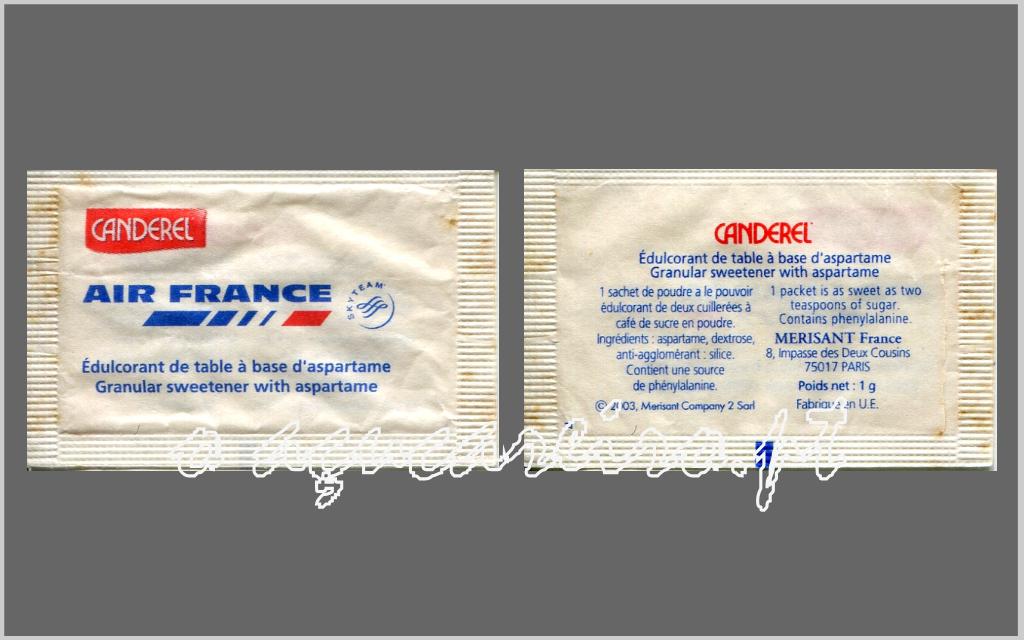 CANDEREL
AIR FRANCE
SKYTEAM
Édulcorant de table à base d'aspartame
Granular sweetener with aspartame
CANDEREL
Édulcorant de table à base d'aspartame
Granular sweetener with aspartame
1 sachet de poudre a le pouvoir
édulcorant de deux cuillerées à
café de sucre en poudre.
Ingrédients : aspartame, dextrose,
anti-agglomérant : silice.
Contient une source
de phénylalanine.
© 2003, Merisant Company 2 Sarl
1 packet is as sweet as two
teaspoons of sugar.
Contains phenylalanine.
MERISANT France
8, Impasse des Deux Cousins
75017 PARIS
Poids net : 1 g
Fabriqué en U.E.